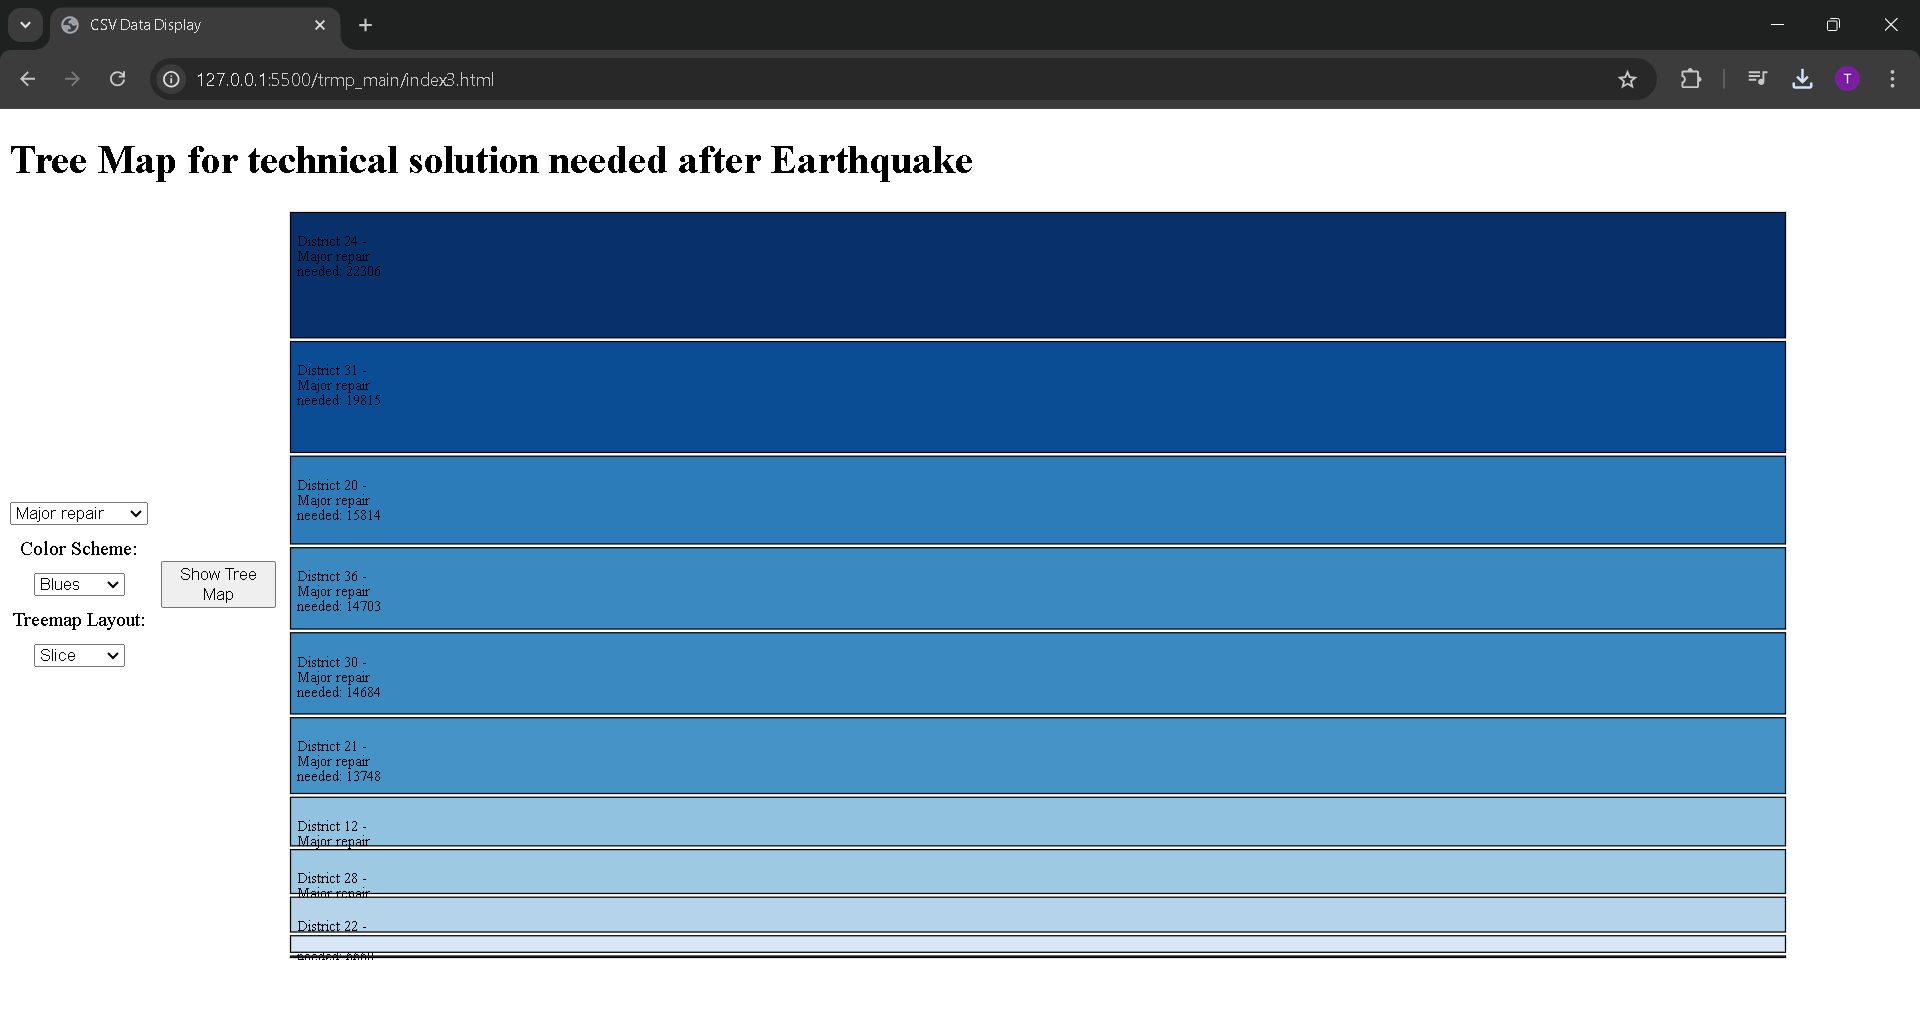 CSV Data Display
127.0.0.1:5500/trmp_main/index3.html
T
Tree Map for technical solution needed after Earthquake
Major repair
Color Scheme:
Blues
Treemap Layout:
Slice
Show Tree
Map
District 24 -
Major repair
needed: 22306
District 31 -
Major repair
needed: 19815
District 20 -
Major repair
needed: 15814
District 36 -
Major repair
needed: 14703
District 30 -
Major repair
needed: 14684
District 21 -
Major repair
needed: 13748
District 12 -
Major repair
District 28 -
Major repair
District 22 -
needed: